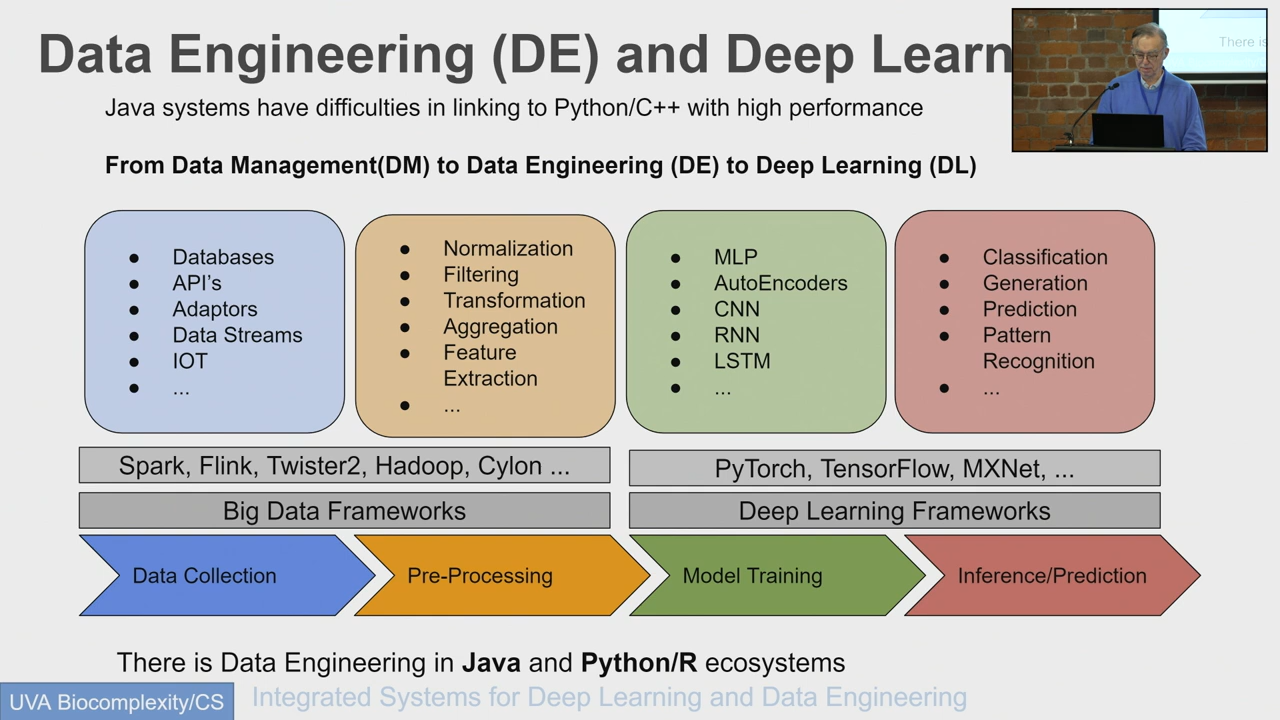 Data Engineering (DE) and Deep Learn
There is
Java systems have difficulties in linking to Python/C++ with high performance
From Data Management(DM) to Data Engineering (DE) to Deep Learning (DL)
● Databases
● API's
● Adaptors
● Data Streams
● IOT
● ...
● Normalization
● Filtering
● Transformation
● Aggregation
● Feature
Extraction
● ...
● MLP
● AutoEncoders
● CNN
● RNN
● LSTM
● ...
● Classification
● Generation
● Prediction
● Pattern
Recognition
● ...
Spark, Flink, Twister2, Hadoop, Cylon ...
PyTorch, TensorFlow, MXNet, ...
Big Data Frameworks
Deep Learning Frameworks
Data Collection
Pre-Processing
Model Training
Inference/Prediction
There is Data Engineering in Java and Python/R ecosystems
UVA Biocomplexity/CS
Integrated Systems for Deep Learning and Data Engineering